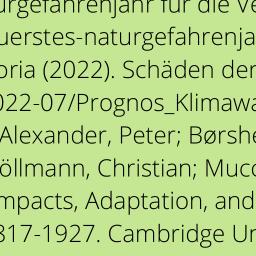 urgefahrenjahr für die Ve
uerstes-naturgefahrenja
oria (2022). Schäden der
022-07/Prognos_Klimawa
Alexander, Peter; Børshe
öllmann, Christian; Mucc
mpacts, Adaptation, and
817-1927. Cambridge Un